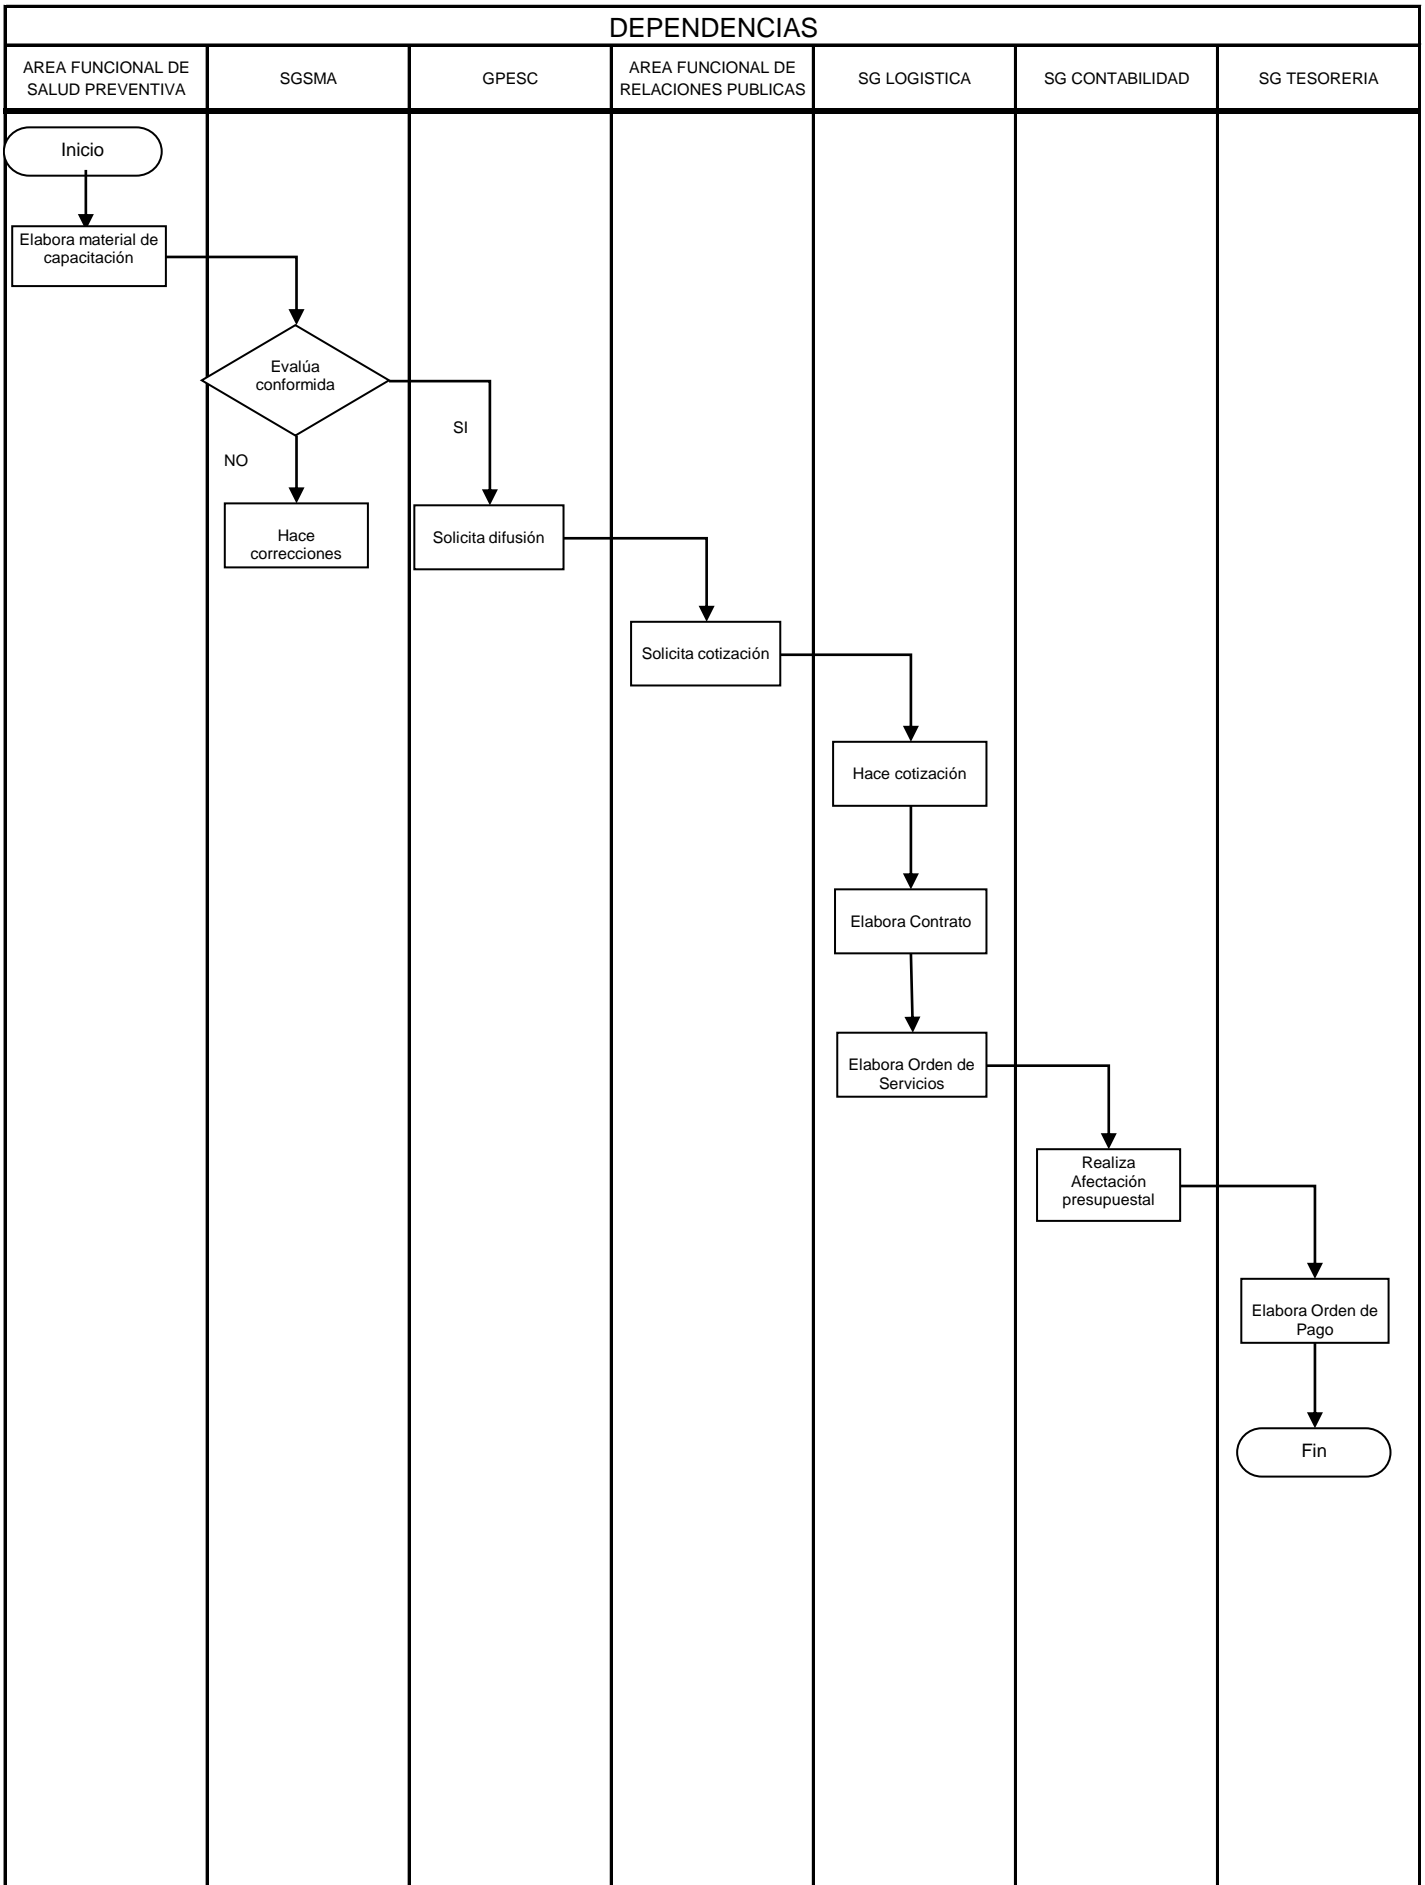 DEPENDENCIAS
AREA FUNCIONAL DE
SALUD PREVENTIVA
SGSMA
GPESC
AREA FUNCIONAL DE
RELACIONES PUBLICAS
SG LOGISTICA
SG CONTABILIDAD
SG TESORERIA
Inicio
Elabora material de
capacitación
Evalúa
conformida
SI
NO
Hace
correcciones
Solicita difusión
Solicita cotización
Hace cotización
Elabora Contrato
Elabora Orden de
Servicios
Realiza
Afectación
presupuestal
Elabora Orden de
Pago
Fin